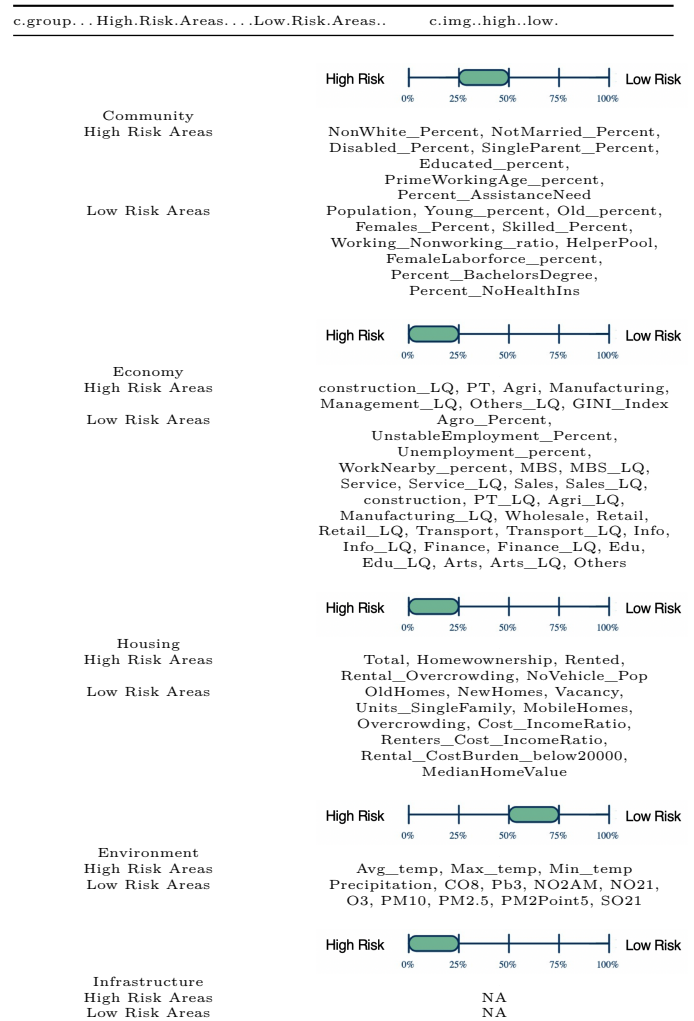 c.group...High.Risk.Areas....Low.Risk.Areas.. c.img..high..low.
High Risk Low Risk
0% 25% 50% 75% 100%
Community
High Risk Areas NonWhite_Percent, NotMarried_Percent,
Disabled_Percent, SingleParent_Percent,
Educated_percent,
PrimeWorkingAge_percent,
Percent_AssistanceNeed
Low Risk Areas Population, Young_percent, Old_percent,
Females_Percent, Skilled_Percent,
Working_Nonworking_ratio, HelperPool,
FemaleLaborforce_percent,
Percent_BachelorsDegree,
Percent_NoHealthIns
High Risk Low Risk
0% 25% 50% 75% 100%
Economy
High Risk Areas construction_LQ, PT, Agri, Manufacturing,
Management_LQ, Others_LQ, GINI_Index
Low Risk Areas Agro_Percent,
UnstableEmployment_Percent,
Unemployment_percent,
WorkNearby_percent, MBS, MBS_LQ,
Service, Service_LQ, Sales, Sales_LQ,
construction, PT_LQ, Agri_LQ,
Manufacturing_LQ, Wholesale, Retail,
Retail_LQ, Transport, Transport_LQ, Info,
Info_LQ, Finance, Finance_LQ, Edu,
Edu_LQ, Arts, Arts_LQ, Others
High Risk Low Risk
0% 25% 50% 75% 100%
Housing
High Risk Areas Total, Homewownership, Rented,
Rental_Overcrowding, NoVehicle_Pop
Low Risk Areas OldHomes, NewHomes, Vacancy,
Units_SingleFamily, MobileHomes,
Overcrowding, Cost_IncomeRatio,
Renters_Cost_IncomeRatio,
Rental_CostBurden_below20000,
MedianHomeValue
High Risk Low Risk
0% 25% 50% 75% 100%
Environment
High Risk Areas Avg_temp, Max_temp, Min_temp
Low Risk Areas Precipitation, CO8, Pb3, NO2AM, NO21,
O3, PM10, PM2.5, PM2Point5, SO21
High Risk Low Risk
0% 25% 50% 75% 100%
Infrastructure
High Risk Areas NA
Low Risk Areas NA